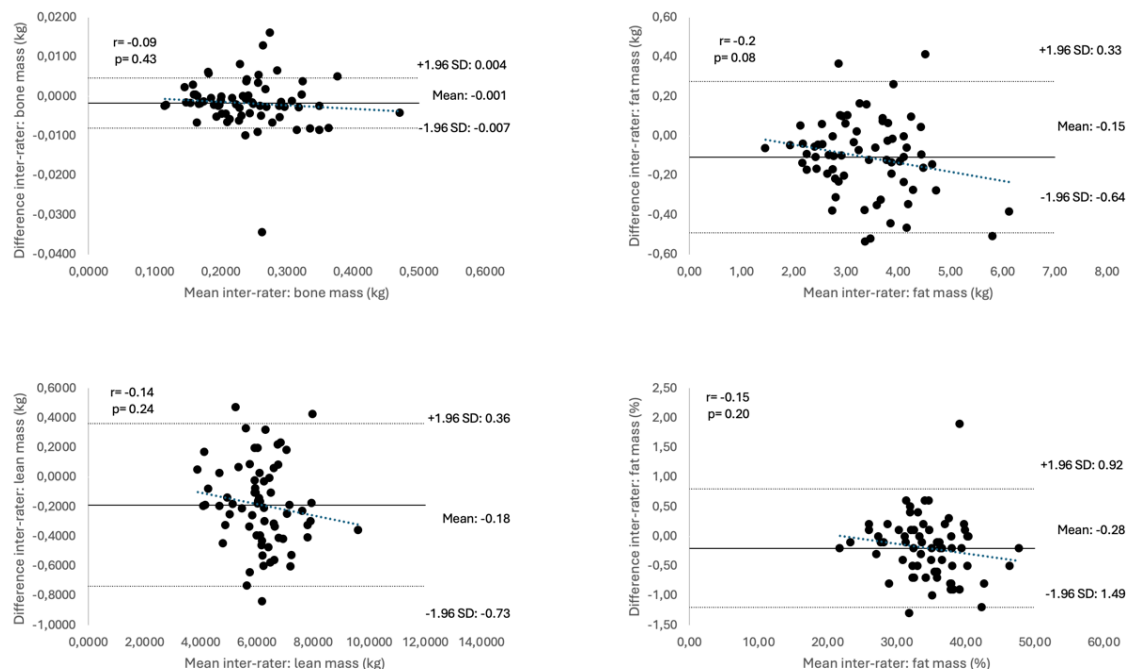 0,0200
0,0100
0,0000
-0,0100
-0,0200
-0,0300
-0,0400
Difference inter-rater: bone mass (kg)
r= -0.09
p= 0.43
+1.96 SD: 0.004
Mean: -0.001
-1.96 SD: -0.007
0,0000 0,1000 0,2000 0,3000 0,4000 0,5000 0,6000
Mean inter-rater: bone mass (kg)
0,60
0,40
0,20
0,00
-0,20
-0,40
-0,60
Difference inter-rater: fat mass (kg)
r= -0.2
p= 0.08
+1.96 SD: 0.33
Mean: -0.15
-1.96 SD: -0.64
0,00 1,00 2,00 3,00 4,00 5,00 6,00 7,00 8,00
Mean inter-rater: fat mass (kg)
0,6000
0,4000
0,2000
0,0000
-0,2000
-0,4000
-0,6000
-0,8000
-1,0000
Difference inter-rater: lean mass (kg)
r= -0.14
p= 0.24
+1.96 SD: 0.36
Mean: -0.18
-1.96 SD: -0.73
0,0000 2,0000 4,0000 6,0000 8,0000 10,0000 12,0000 14,0000
Mean inter-rater: lean mass (kg)
2,50
2,00
1,50
1,00
0,50
0,00
-0,50
-1,00
-1,50
Difference inter-rater: fat mass (%)
r= -0.15
p= 0.20
+1.96 SD: 0.92
Mean: -0.28
-1.96 SD: 1.49
0,00 10,00 20,00 30,00 40,00 50,00 60,00
Mean inter-rater: fat mass (%)